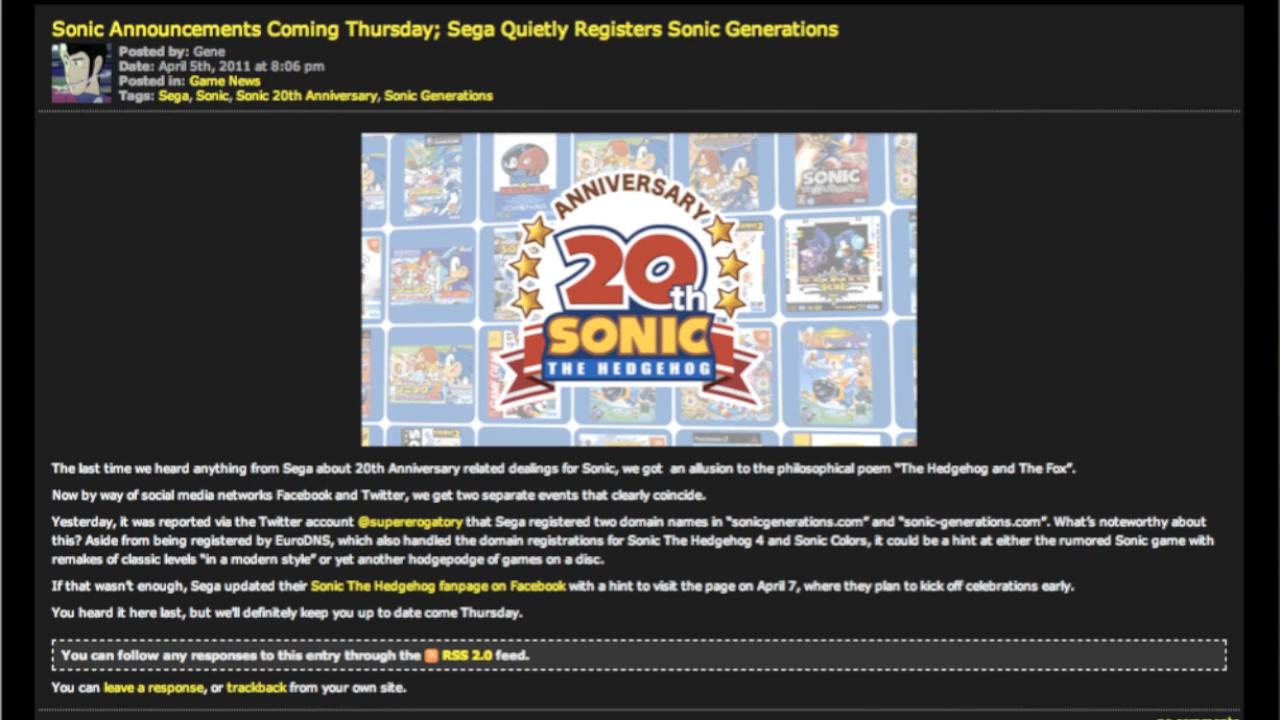 Sonic Announcements Coming Thursday; Sega Quietly Registers Sonic Generations
Posted by: Gene
Date: April 5th, 2011 at 8:06 pm
Posted in: Game News
Tags: Sega, Sonic, Sonic 20th Anniversary, Sonic Generations
SONIC
ANNIVERSARY
20th
SONIC
THE HEDGEHOG
The last time we heard anything from Sega about 20th Anniversary related dealings for Sonic, we got an allusion to the philosophical poem “The Hedgehog and The Fox”.
Now by way of social media networks Facebook and Twitter, we get two separate events that clearly coincide.
Yesterday, it was reported via the Twitter account @supererogatory that Sega registered two domain names in “sonicgenerations.com” and “sonic-generations.com”. What’s noteworthy about
this? Aside from being registered by EuroDNS, which also handled the domain registrations for Sonic The Hedgehog 4 and Sonic Colors, it could be a hint at either the rumored Sonic game with
remakes of classic levels “in a modern style” or yet another hodgepodge of games on a disc.
If that wasn’t enough, Sega updated their Sonic The Hedgehog fanpage on Facebook with a hint to visit the page on April 7, where they plan to kick off celebrations early.
You heard it here last, but we’ll definitely keep you up to date come Thursday.
You can follow any responses to this entry through the RSS 2.0 feed.
You can leave a response, or trackback from your own site.